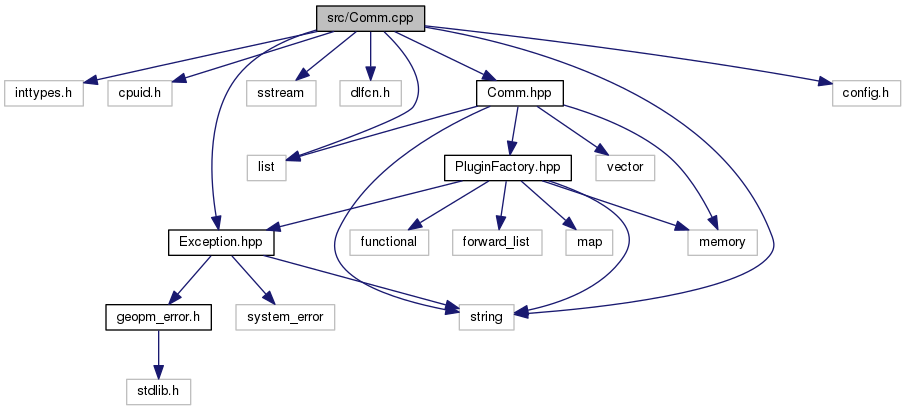 src/Comm.cpp
inttypes.h
cpuid.h
sstream
dlfcn.h
Comm.hpp
config.h
list
PluginFactory.hpp
vector
Exception.hpp
functional
forward_list
map
memory
geopm_error.h
system_error
string
stdlib.h